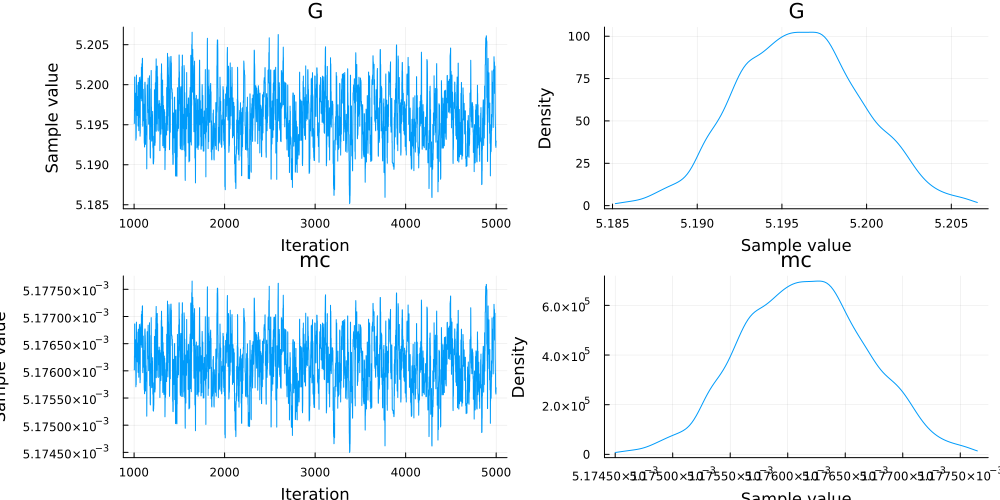 G
Sample value
5.205
5.200
5.195
5.190
5.185
1000 2000 3000 4000 5000
Iteration
G
Density
100
75
50
25
0
5.185 5.190 5.195 5.200 5.205
Sample value
mc
Sample value
5.17750×10⁻³
5.17700×10⁻³
5.17650×10⁻³
5.17600×10⁻³
5.17550×10⁻³
5.17500×10⁻³
5.17450×10⁻³
1000 2000 3000 4000 5000
Iteration
mc
Density
6.0×10⁵
4.0×10⁵
2.0×10⁵
0
5.17450×10⁻³ 5.17500×10⁻³ 5.17550×10⁻³ 5.17600×10⁻³ 5.17650×10⁻³ 5.17700×10⁻³ 5.17750×10⁻³
Sample value